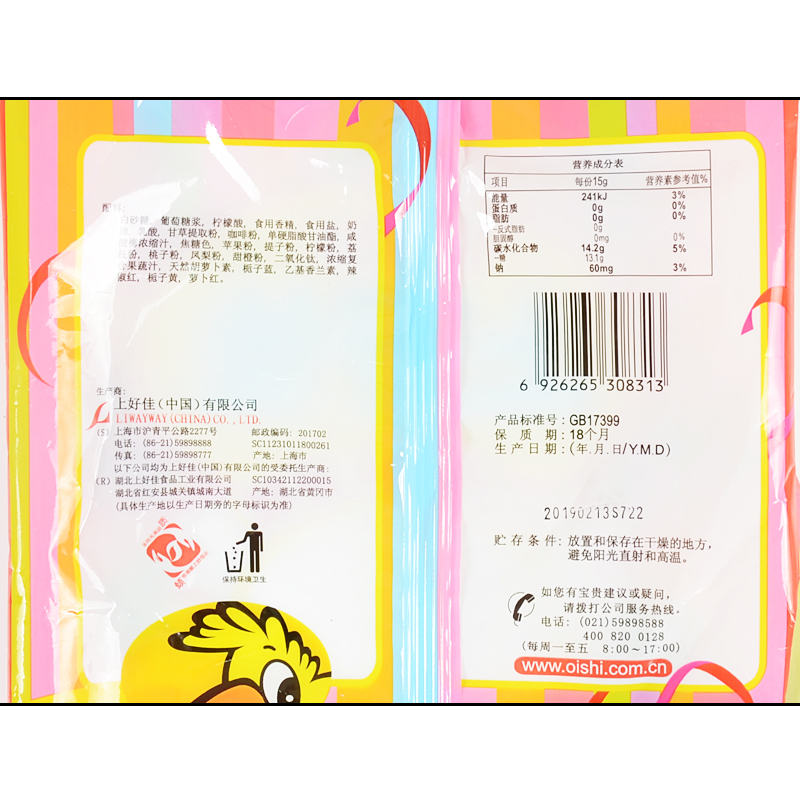 配料:
白砂糖，葡萄糖浆，柠檬酸，食用香精，食用盐，奶
，乳酸，甘草提取粉，咖啡粉，单硬脂酸甘油酯，咸
浓缩汁，焦糖色，苹果粉，提子粉，柠檬粉，荔
粉，桃子粉，凤梨粉，甜橙粉，二氧化钛，浓缩复
合果蔬汁，天然胡萝卜素，栀子蓝，乙基香兰素，辣
椒红，栀子黄，萝卜红。
生产商:
上好佳(中国)有限公司
LIWAYWAY(CHINA)CO.,LTD.
(S) 上海市沪青平公路2277号 邮政编码: 201702
电话: (86-21)59898888 SC11231011800261
传真: (86-21)59898777 产地: 上海市
以下公司均为上好佳(中国)有限公司的受委托生产商:
(R) 湖北上好佳食品工业有限公司 SC10342112200015
湖北省红安县城关镇城南大道 产地: 湖北省黄冈市
(具体生产地以生产日期旁的字母标识为准)
保持环境卫生
营养成分表
项目 每份15g 营养素参考值%
能量 241kJ 3%
蛋白质 0g 0%
脂肪 0g 0%
—反式脂肪 0g
胆固醇 0mg 0%
碳水化合物 14.2g 5%
—糖 13.1g
钠 60mg 3%
6 926265 308313
产品标准号: GB17399
保 质 期: 18个月
生产日期: (年.月.日/Y.M.D)
20190213S722
贮存条件: 放置和保存在干燥的地方，
避免阳光直射和高温。
如您有宝贵建议或疑问，
请拨打公司服务热线。
电话: (021)59898588
400 820 0128
(每周一至五 8:00~17:00)
www.oishi.com.cn